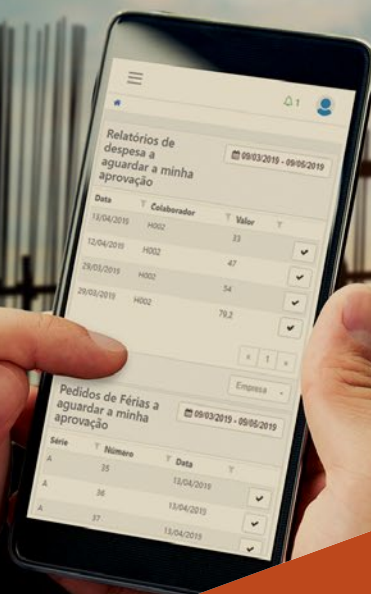 1
Relatórios de
despesa a
aguardar a minha
aprovação
09/03/2019 - 09/05/2019
Data Colaborador Valor
13/04/2019 H002 33
12/04/2019 H002 47
29/03/2019 H002 54
29/03/2019 H002 79,2
« 1 »
Empresa
Pedidos de Férias a
aguardar a minha
aprovação
09/03/2019 - 09/05/2019
Série Número Data
A 35 13/04/2019
A 36 13/04/2019
A 37 13/04/2019